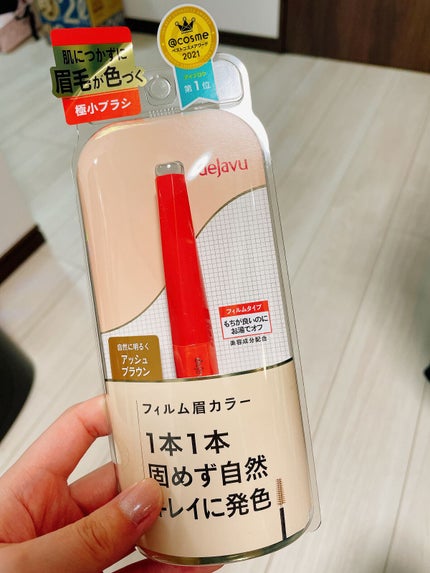 肌につかずに
眉毛が色づく
極小ブラシ
@cosme
ベストコスメアワード
2021
アイブロウ
第1位
dejavu
フィルムタイプ
もちが良いのに
お湯でオフ
美容成分配合
自然に明るく
アッシュ
ブラウン
フィルム眉カラー
1本1本
固めず自然
キレイに発色